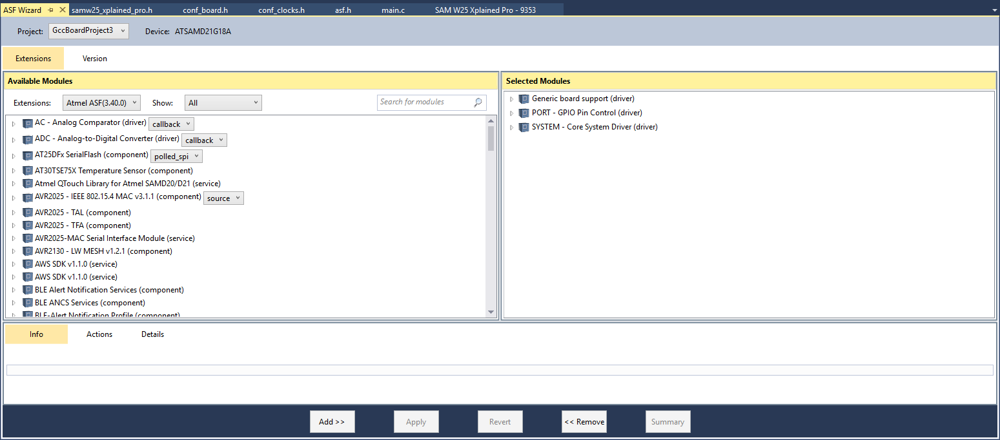 ASF Wizard samw25_xplained_pro.h conf_board.h conf_clocks.h asf.h main.c SAM W25 Xplained Pro - 9353
Project: GccBoardProject3 Device: ATSAMD21G18A
Extensions Version
Available Modules
Extensions: Atmel ASF(3.40.0) Show: All Search for modules
AC - Analog Comparator (driver) callback
ADC - Analog-to-Digital Converter (driver) callback
AT25DFx SerialFlash (component) polled_spi
AT30TSE75X Temperature Sensor (component)
Atmel QTouch Library for Atmel SAMD20/D21 (service)
AVR2025 - IEEE 802.15.4 MAC v3.1.1 (component) source
AVR2025 - TAL (component)
AVR2025 - TFA (component)
AVR2025-MAC Serial Interface Module (service)
AVR2130 - LW MESH v1.2.1 (component)
AWS SDK v1.1.0 (service)
AWS SDK v1.1.0 (service)
BLE Alert Notification Services (component)
BLE ANCS Services (component)
BLE-Alert Notification Profile (component)
Selected Modules
Generic board support (driver)
PORT - GPIO Pin Control (driver)
SYSTEM - Core System Driver (driver)
Info Actions Details
Add >> Apply Revert << Remove Summary